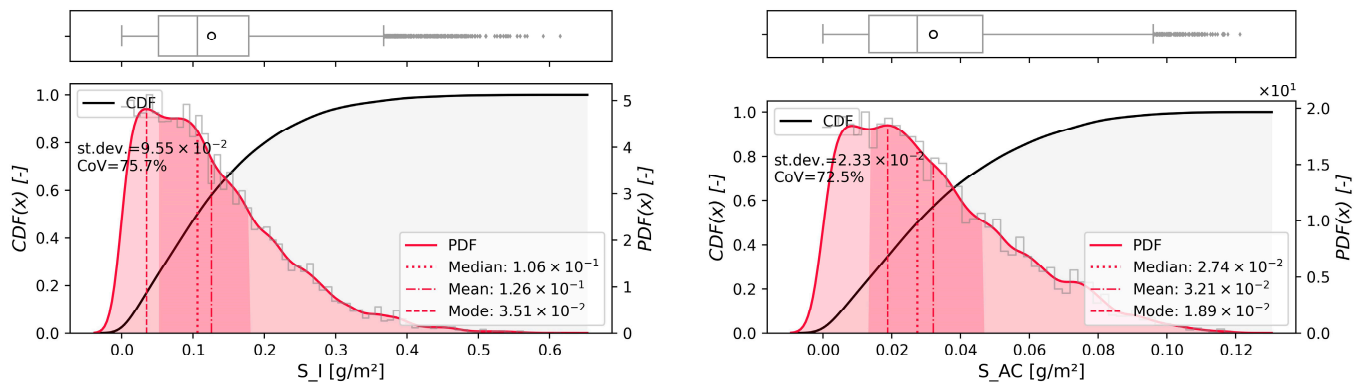 1.0
0.8
0.6
0.4
0.2
0.0
CDF(x) [-]
CDF
st.dev.=9.55 × 10⁻²
CoV=75.7%
PDF
Median: 1.06 × 10⁻¹
Mean: 1.26 × 10⁻¹
Mode: 3.51 × 10⁻²
5
4
3
2
1
0
PDF(x) [-]
0.0 0.1 0.2 0.3 0.4 0.5 0.6
S_I [g/m²]
×10¹
1.0
0.8
0.6
0.4
0.2
0.0
CDF(x) [-]
CDF
st.dev.=2.33 × 10⁻²
CoV=72.5%
PDF
Median: 2.74 × 10⁻²
Mean: 3.21 × 10⁻²
Mode: 1.89 × 10⁻²
2.0
1.5
1.0
0.5
0.0
PDF(x) [-]
0.00 0.02 0.04 0.06 0.08 0.10 0.12
S_AC [g/m²]